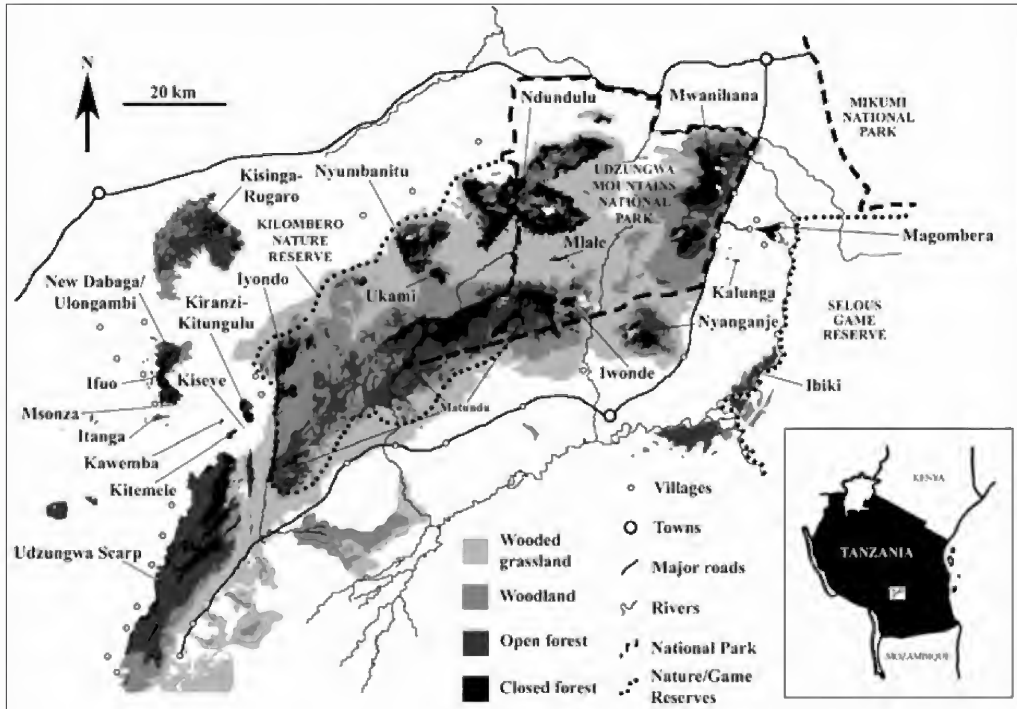 N
20 km
Ndundulu
Mwanihana
MIKUMI
NATIONAL
PARK
Kisinga-
Rugaro
Nyumbanitu
UDZUNGWA
MOUNTAINS
NATIONAL
PARK
KILOMBERO
NATURE
RESERVE
Mlale
Magombera
New Dabaga/
Ulongambi
Iyondo
Kiranzi-
Kitungulu
Ukami
Kalunga
Nyanganje
SELOUS
GAME
RESERVE
Ifuo
Kiseve
Iwonde
Ibiki
Msonza
Matundu
Itanga
Kawemba
Kitemele
Udzungwa Scarp
Wooded
grassland
Woodland
Open forest
Closed forest
Villages
Towns
Major roads
Rivers
National Park
Nature/Game
Reserves
KENYA
TANZANIA
MOZAMBIQUE